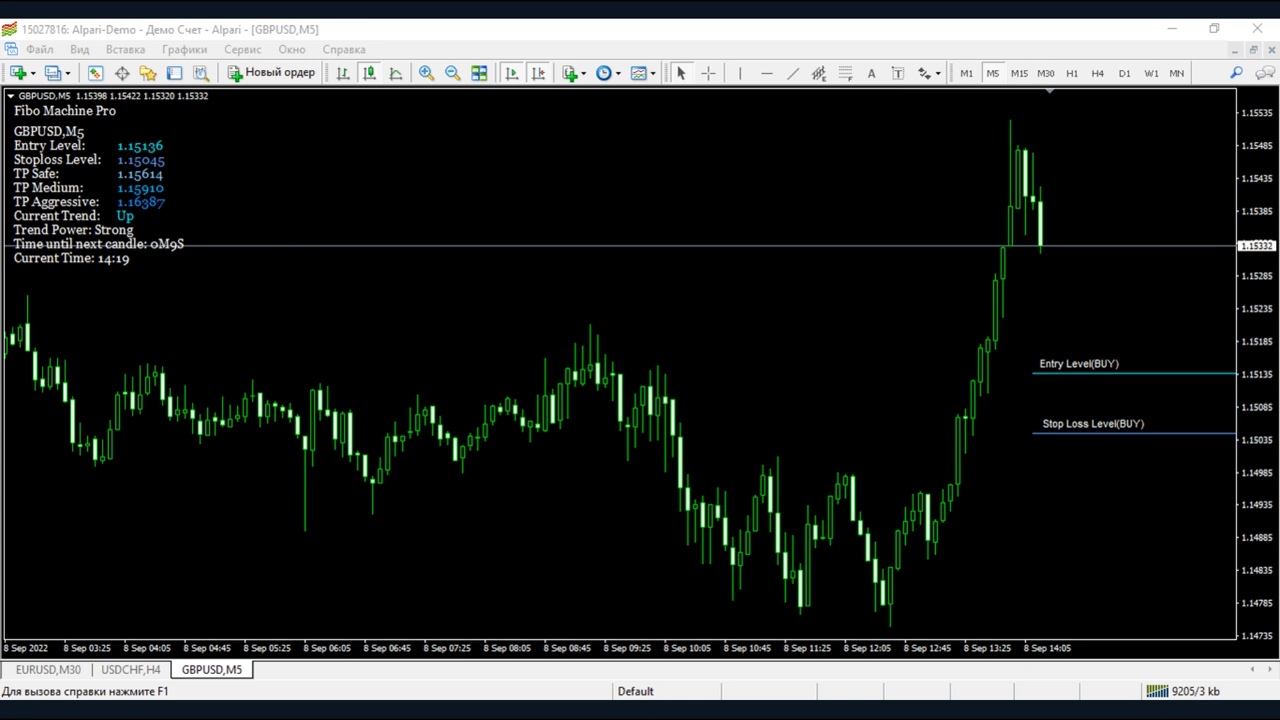 15027816: Alpari-Demo - Демо Счет - Alpari - [GBPUSD,M5]
Файл Вид Вставка Графики Сервис Окно Справка
Новый ордер M1 M5 M15 M30 H1 H4 D1 W1 MN
GBPUSD,M5 1.15398 1.15422 1.15320 1.15332
Fibo Machine Pro
GBPUSD,M5
Entry Level: 1.15136
Stoploss Level: 1.15045
TP Safe: 1.15614
TP Medium: 1.15910
TP Aggressive: 1.16387
Current Trend: Up
Trend Power: Strong
Time until next candle: 0M9S
Current Time: 14:19
1.15535
1.15485
1.15435
1.15385
1.15332
1.15285
1.15235
1.15185
Entry Level(BUY)
1.15135
1.15085
Stop Loss Level(BUY)
1.15035
1.14985
1.14935
1.14885
1.14835
1.14785
1.14735
8 Sep 2022 8 Sep 03:25 8 Sep 04:05 8 Sep 04:45 8 Sep 05:25 8 Sep 06:05 8 Sep 06:45 8 Sep 07:25 8 Sep 08:05 8 Sep 08:45 8 Sep 09:25 8 Sep 10:05 8 Sep 10:45 8 Sep 11:25 8 Sep 12:05 8 Sep 12:45 8 Sep 13:25 8 Sep 14:05
EURUSD,M30 USDCHF,H4 GBPUSD,M5
Для вызова справки нажмите F1 Default 9205/3 kb